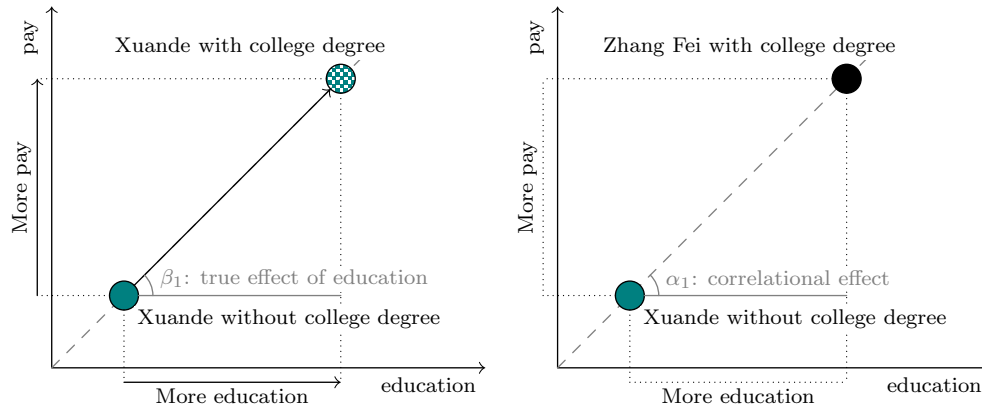 pay
Xuande with college degree
More pay
β₁: true effect of education
Xuande without college degree
More education
education
pay
Zhang Fei with college degree
More pay
α₁: correlational effect
Xuande without college degree
More education
education